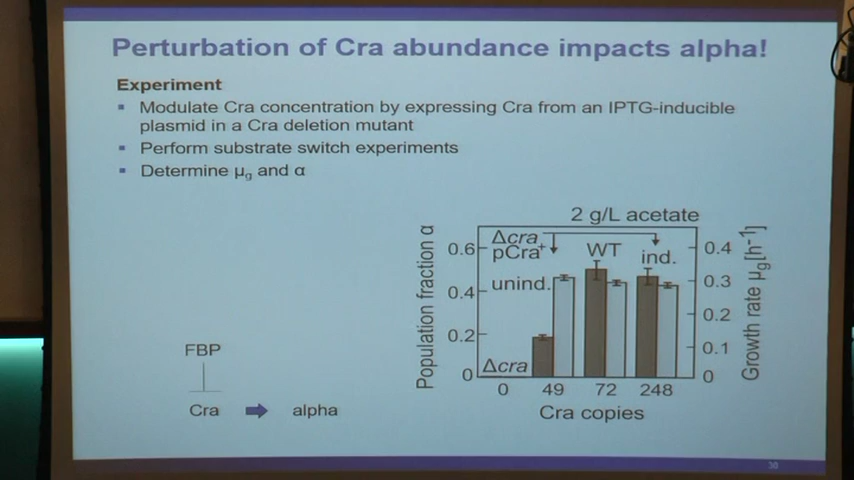 Perturbation of Cra abundance impacts alpha!
Experiment
▪ Modulate Cra concentration by expressing Cra from an IPTG-inducible
plasmid in a Cra deletion mutant
▪ Perform substrate switch experiments
▪ Determine μg and α
2 g/L acetate
Population fraction α
0.6
0.4
0.2
0
Δcra
pCra+
unind.
WT
ind.
Δcra
0.4
0.3
0.2
0.1
0
Growth rate μg[h-1]
0 49 72 248
Cra copies
FBP
Cra alpha
30